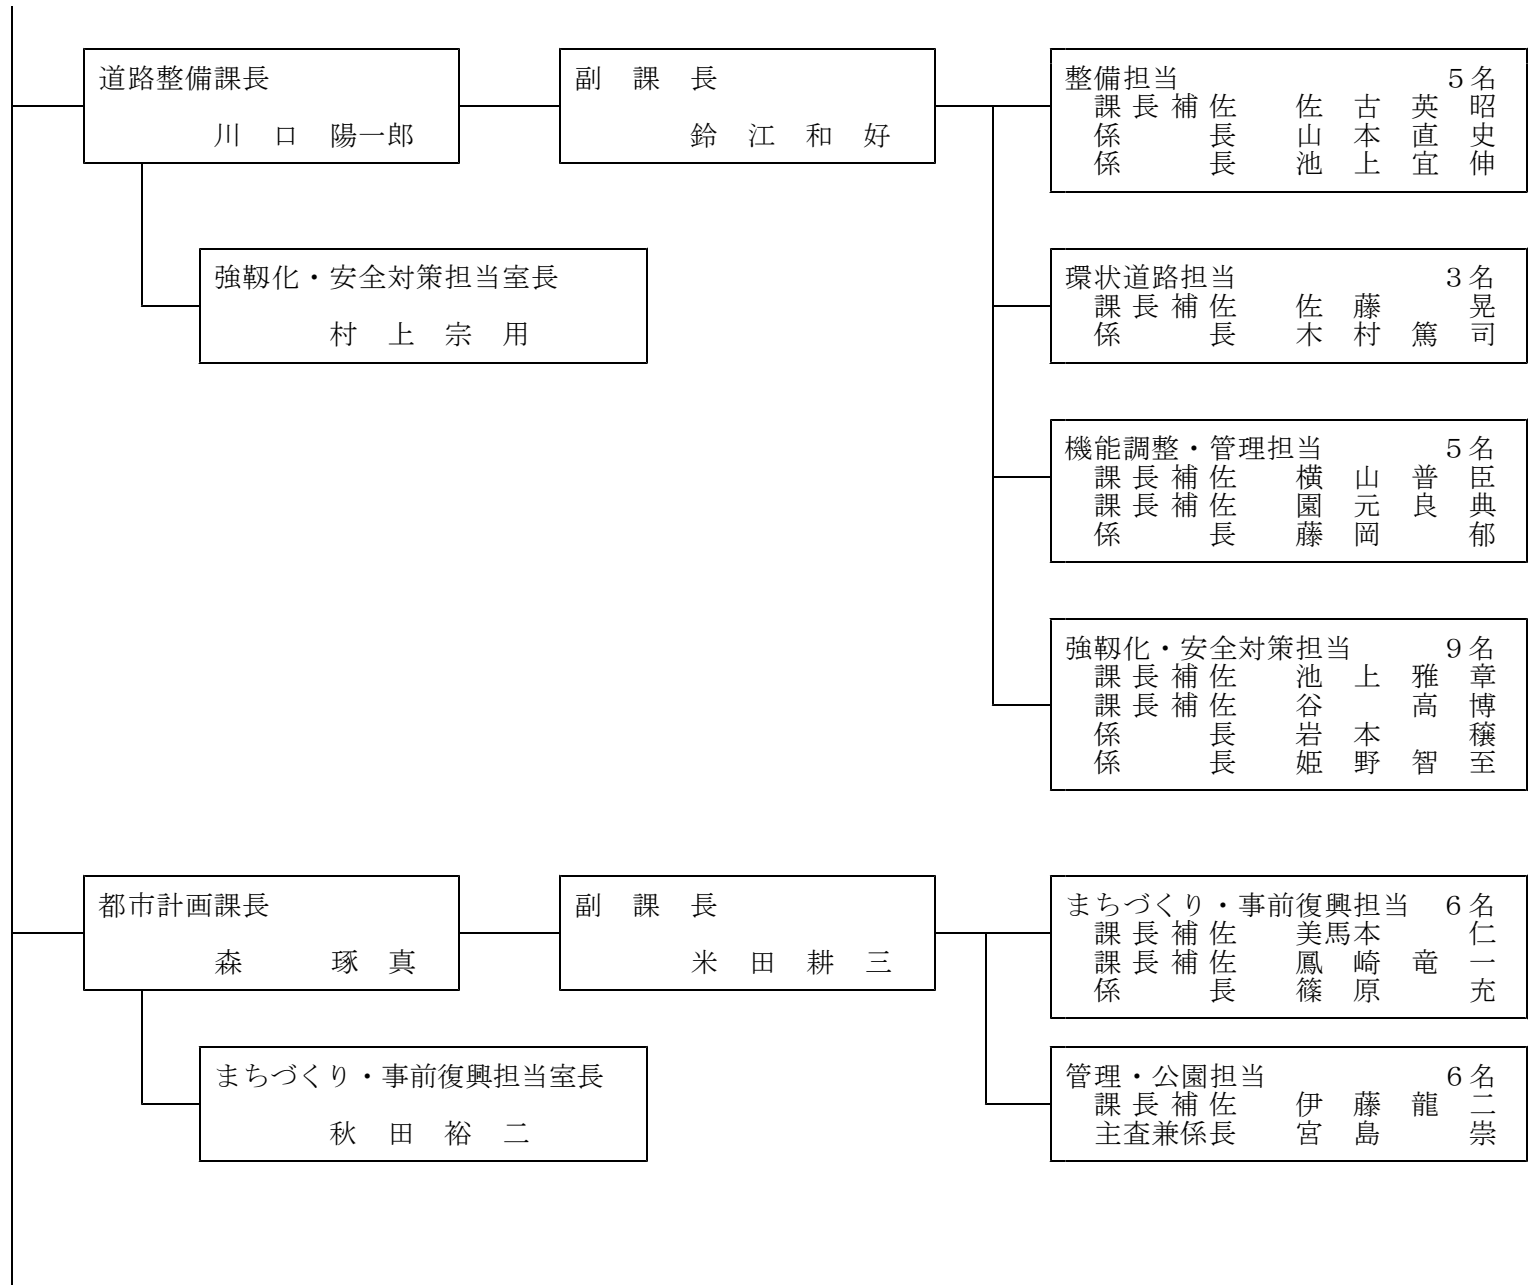 道路整備課長
川口 陽一郎
副課長
鈴江和好
整備担当 5名
課長補佐 佐古英昭
係長 山本直史
係長 池上宜伸
強靱化・安全対策担当室長
村上宗用
環状道路担当 3名
課長補佐 佐藤 晃
係長 木村篤司
機能調整・管理担当 5名
課長補佐 横山普臣
課長補佐 園元良典
係長 藤岡 郁
強靱化・安全対策担当 9名
課長補佐 池上雅章
課長補佐 谷 高博
係長 岩本 穣
係長 姫野智至
都市計画課長
森 琢真
副課長
米田耕三
まちづくり・事前復興担当 6名
課長補佐 美馬本 仁
課長補佐 鳳崎竜一
係長 篠原 充
まちづくり・事前復興担当室長
秋田裕二
管理・公園担当 6名
課長補佐 伊藤龍二
主査兼係長 宮島 崇